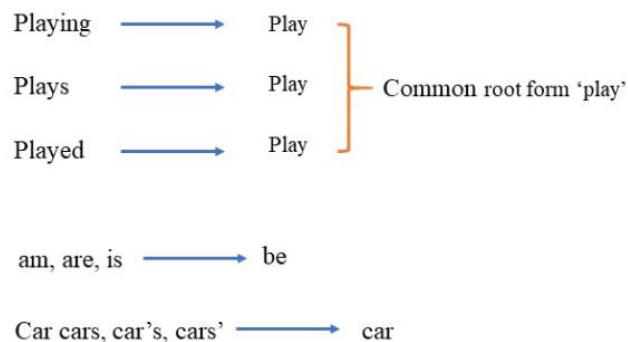 Playing Play
Plays Play Common root form ‘play’
Played Play
am, are, is be
Car cars, car’s, cars’ car